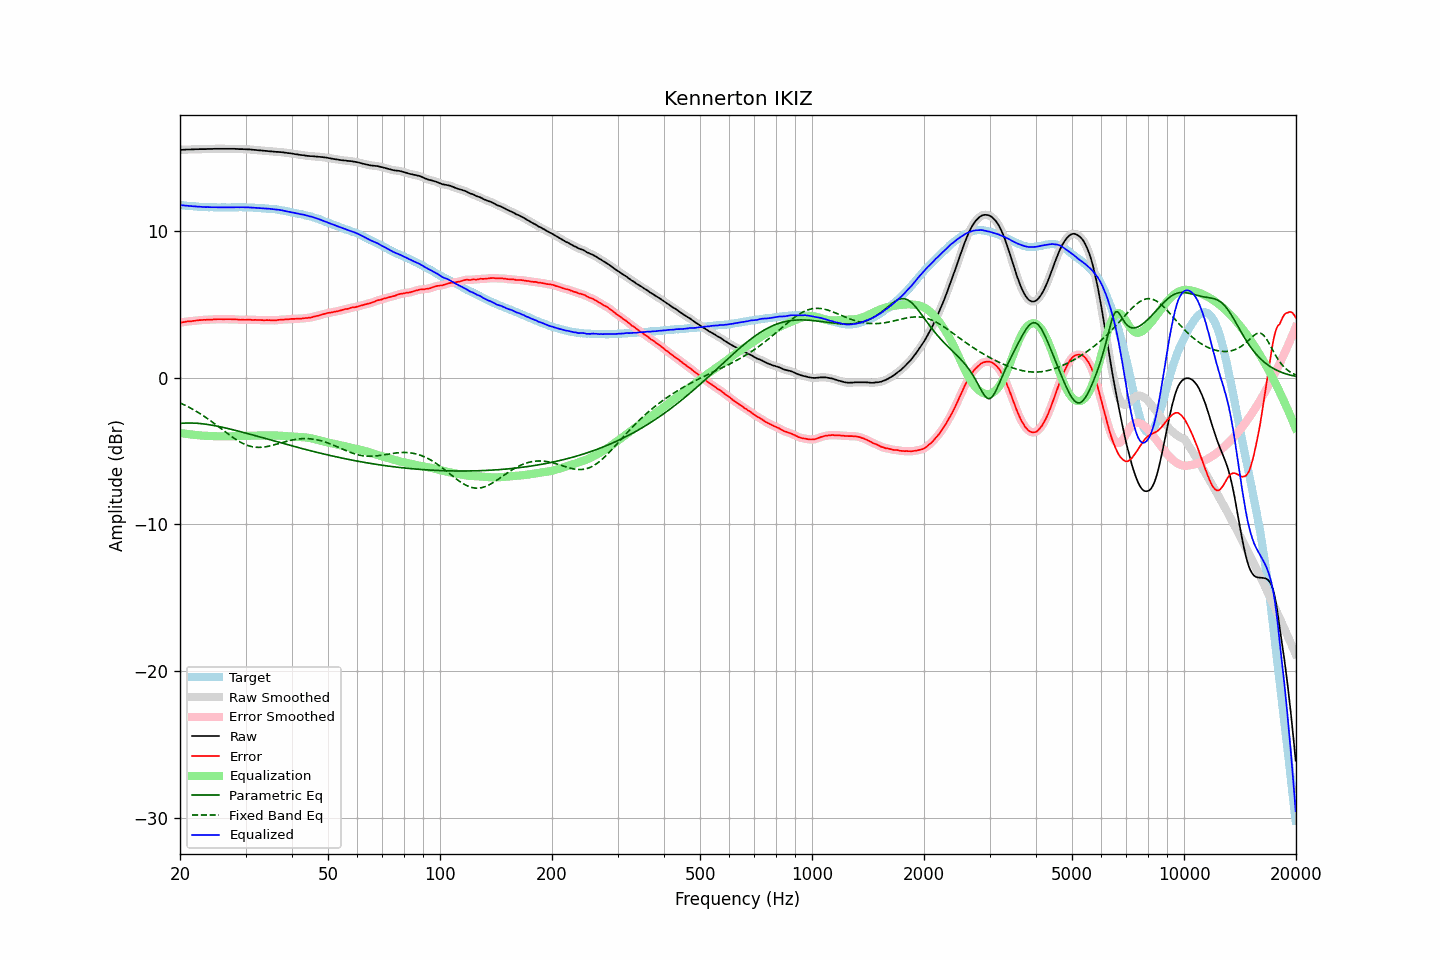 Kennerton IKIZ
Amplitude (dBr)
10
0
−10
−20
−30
Target
Raw Smoothed
Error Smoothed
Raw
Error
Equalization
Parametric Eq
Fixed Band Eq
Equalized
20 50 100 200 500 1000 2000 5000 10000 20000
Frequency (Hz)